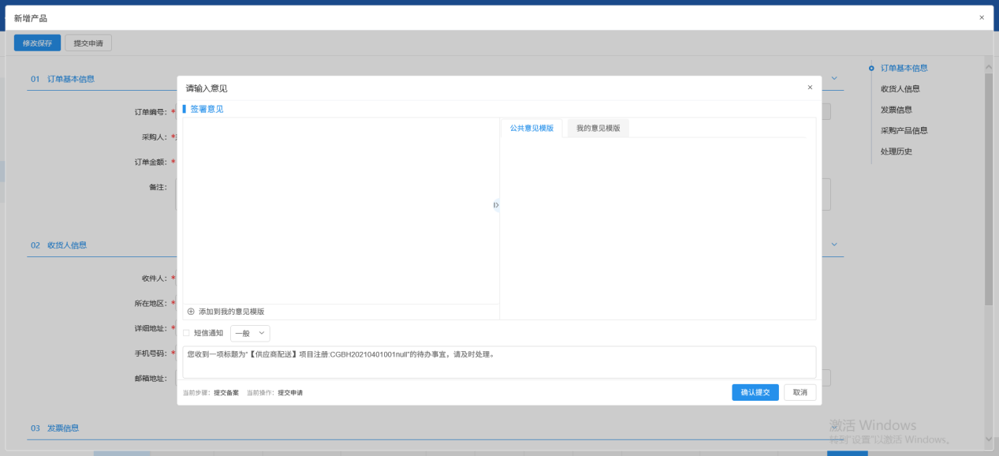 新增产品
×
修改保存 提交申请
01 订单基本信息
订单编号: *
采购人: *
订单金额: *
备注:
02 收货人信息
收件人: *
所在地区: *
详细地址: *
手机号码: *
邮箱地址:
03 发票信息
订单基本信息
收货人信息
发票信息
采购产品信息
处理历史
请输入意见
×
签署意见
公共意见模版 我的意见模版
添加到我的意见模版
短信通知 一般
您收到一项标题为“【供应商配送】项目注册:CGBH20210401001null”的待办事宜，请及时处理。
当前步骤: 提交备案 当前操作: 提交申请
确认提交 取消
激活 Windows
转到“设置”以激活 Windows。